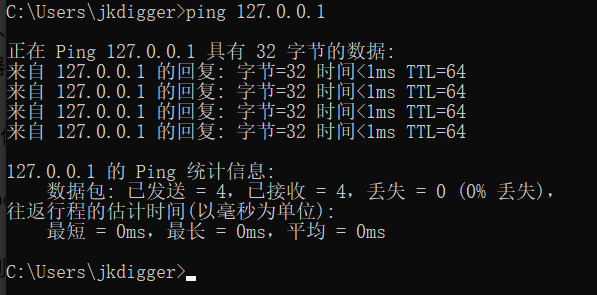 C:\Users\jkdigger>ping 127.0.0.1
正在 Ping 127.0.0.1 具有 32 字节的数据:
来自 127.0.0.1 的回复: 字节=32 时间<1ms TTL=64
来自 127.0.0.1 的回复: 字节=32 时间<1ms TTL=64
来自 127.0.0.1 的回复: 字节=32 时间<1ms TTL=64
来自 127.0.0.1 的回复: 字节=32 时间<1ms TTL=64
127.0.0.1 的 Ping 统计信息:
数据包: 已发送 = 4，已接收 = 4，丢失 = 0 (0% 丢失)，
往返行程的估计时间(以毫秒为单位):
最短 = 0ms，最长 = 0ms，平均 = 0ms
C:\Users\jkdigger>